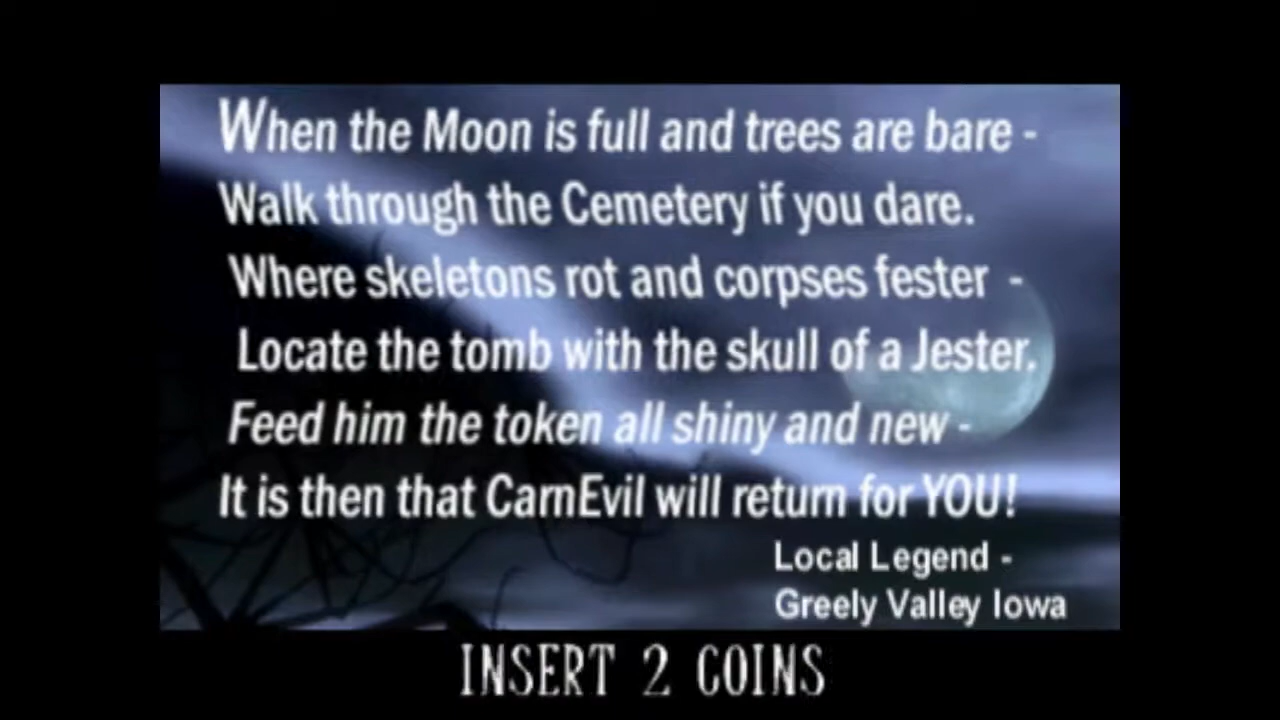 When the Moon is full and trees are bare -
Walk through the Cemetery if you dare.
Where skeletons rot and corpses fester -
Locate the tomb with the skull of a Jester.
Feed him the token all shiny and new -
It is then that CarnEvil will return for YOU!
Local Legend -
Greely Valley Iowa
INSERT 2 COINS